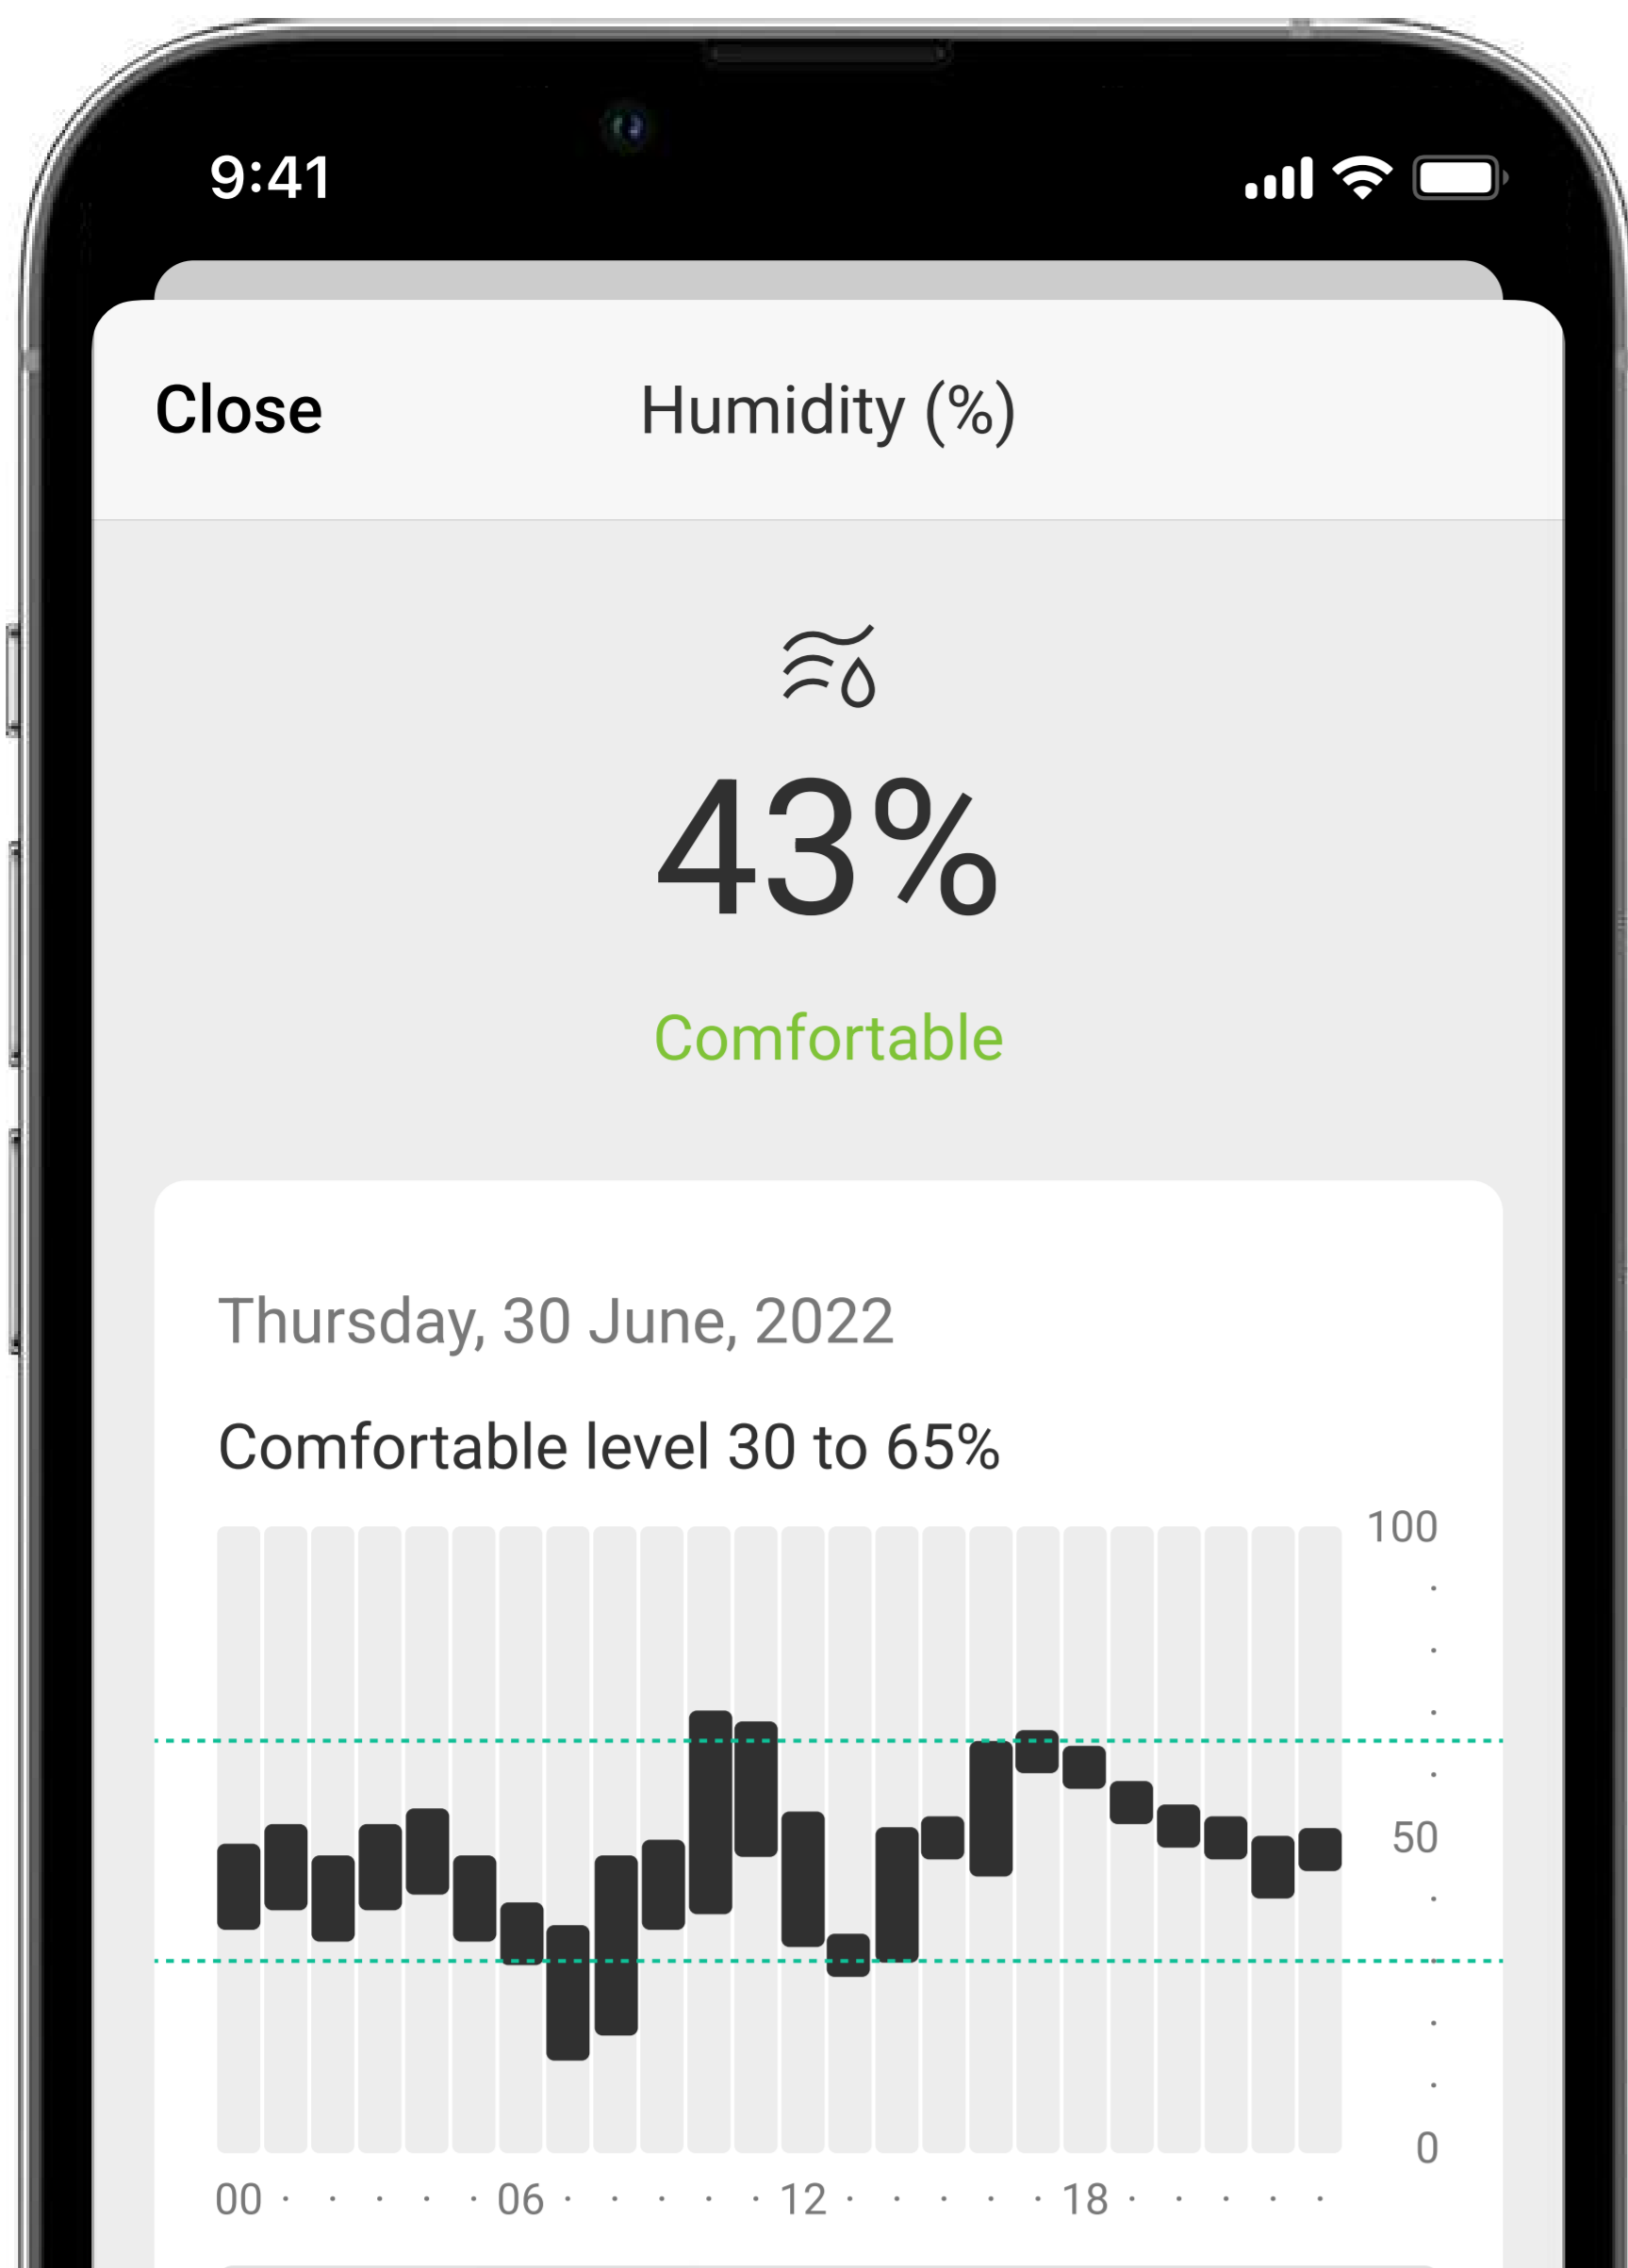 9:41
Close
Humidity (%)
43%
Comfortable
Thursday, 30 June, 2022
Comfortable level 30 to 65%
100
50
0
00 · · · · · 06 · · · · · 12 · · · · · 18 · · · · ·